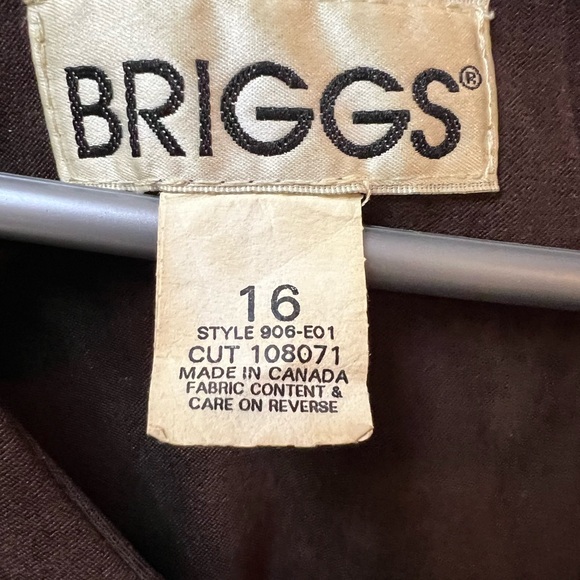 BRIGGS®
16
STYLE 906-E01
CUT 108071
MADE IN CANADA
FABRIC CONTENT &
CARE ON REVERSE